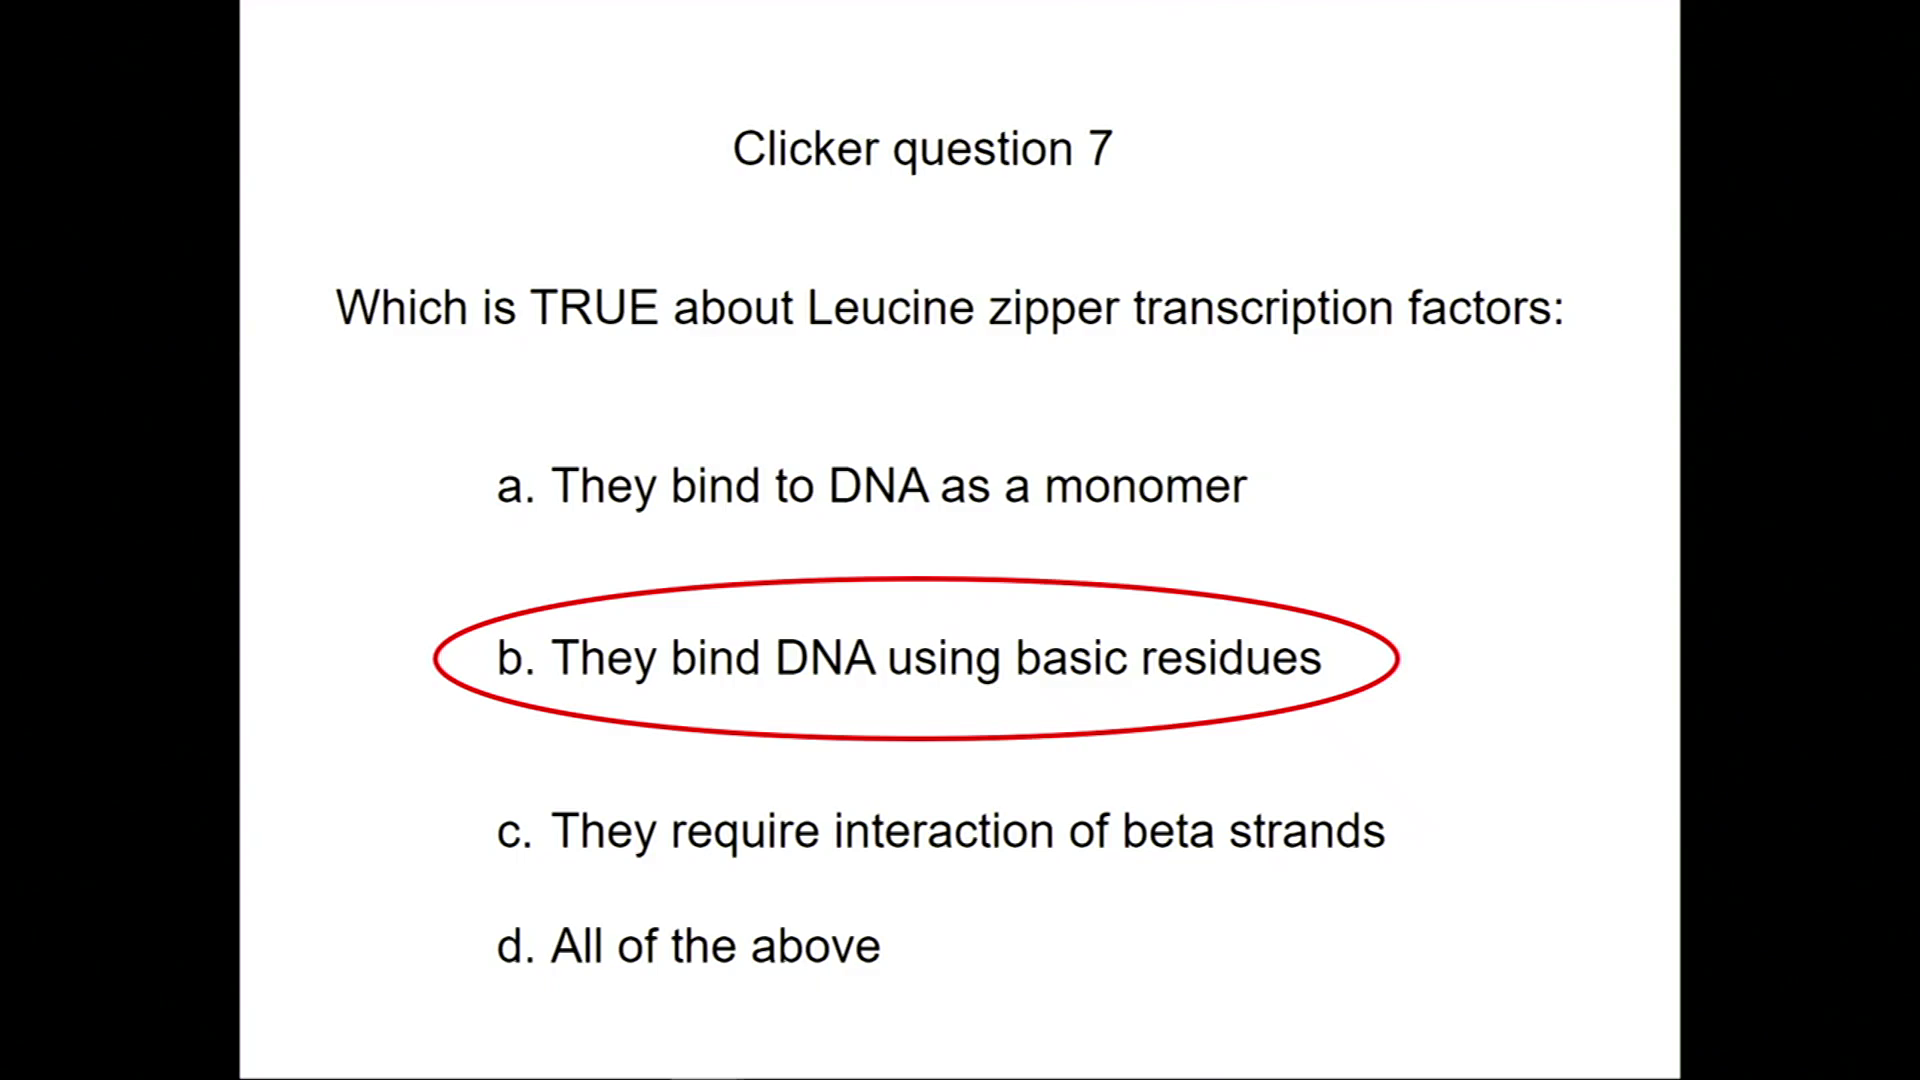 Clicker question 7
Which is TRUE about Leucine zipper transcription factors:
a. They bind to DNA as a monomer
b. They bind DNA using basic residues
c. They require interaction of beta strands
d. All of the above